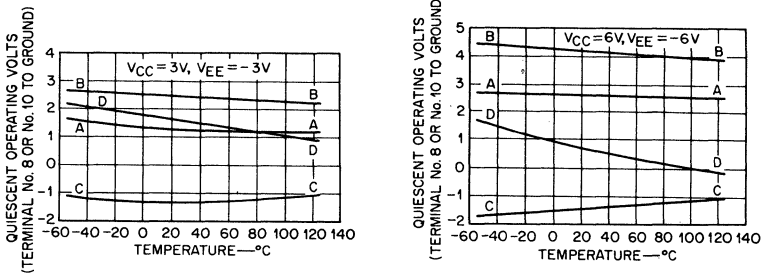 QUIESCENT OPERATING VOLTS
(TERMINAL No. 8 OR No. 10 TO GROUND)
4
3
2
1
0
-1
-2
VCC=3V, VEE=-3V
B
B
D
A
A
D
C
C
-60 -40 -20 0 20 40 60 80 100 120 140
TEMPERATURE—°C
QUIESCENT OPERATING VOLTS
(TERMINAL No. 8 OR No. 10 TO GROUND)
5
4
3
2
1
0
-1
-2
VCC=6V, VEE=-6V
B
B
A
A
D
D
C
C
-60 -40 -20 0 20 40 60 80 100 120 140
TEMPERATURE—°C